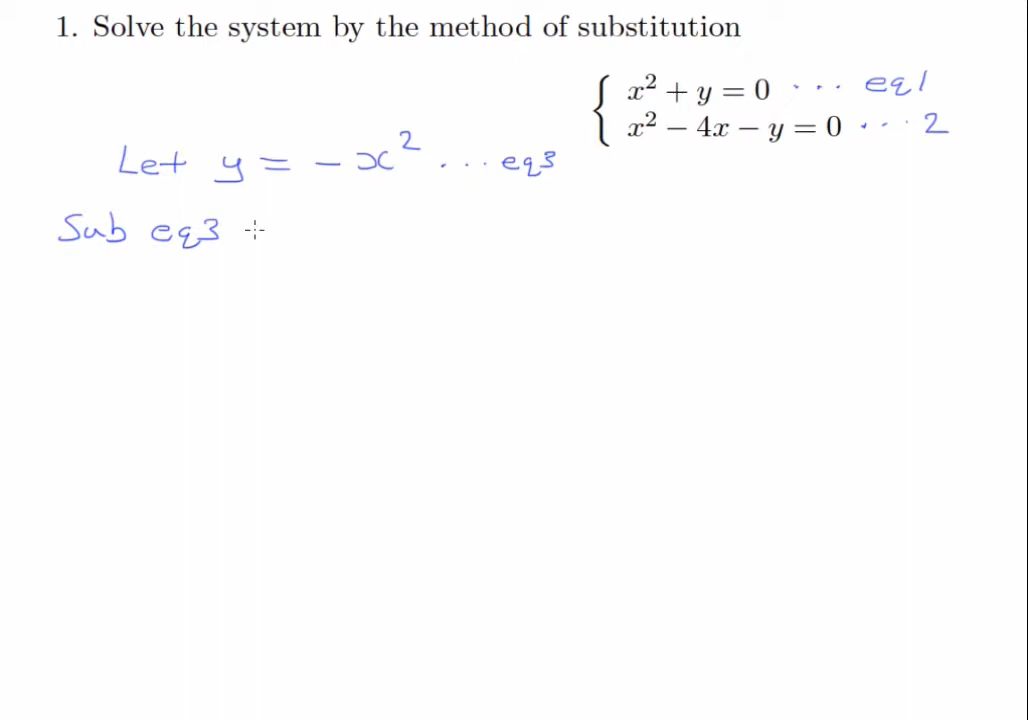 1. Solve the system by the method of substitution
x² + y = 0 ... eq1
x² − 4x − y = 0 ... 2
Let y = −x² ... eq3
Sub eq3